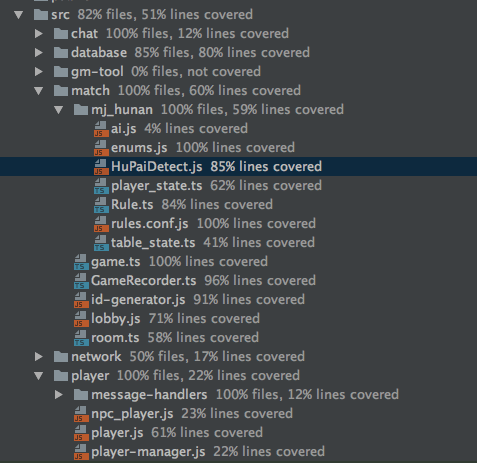 src 82% files, 51% lines covered
chat 100% files, 12% lines covered
database 85% files, 80% lines covered
gm-tool 0% files, not covered
match 100% files, 60% lines covered
mj_hunan 100% files, 59% lines covered
JS ai.js 4% lines covered
JS enums.js 100% lines covered
JS HuPaiDetect.js 85% lines covered
TS player_state.ts 62% lines covered
TS Rule.ts 84% lines covered
JS rules.conf.js 100% lines covered
TS table_state.ts 41% lines covered
TS game.ts 100% lines covered
TS GameRecorder.ts 96% lines covered
JS id-generator.js 91% lines covered
JS lobby.js 71% lines covered
TS room.ts 58% lines covered
network 50% files, 17% lines covered
player 100% files, 22% lines covered
message-handlers 100% files, 12% lines covered
JS npc_player.js 23% lines covered
JS player.js 61% lines covered
JS player-manager.js 22% lines covered